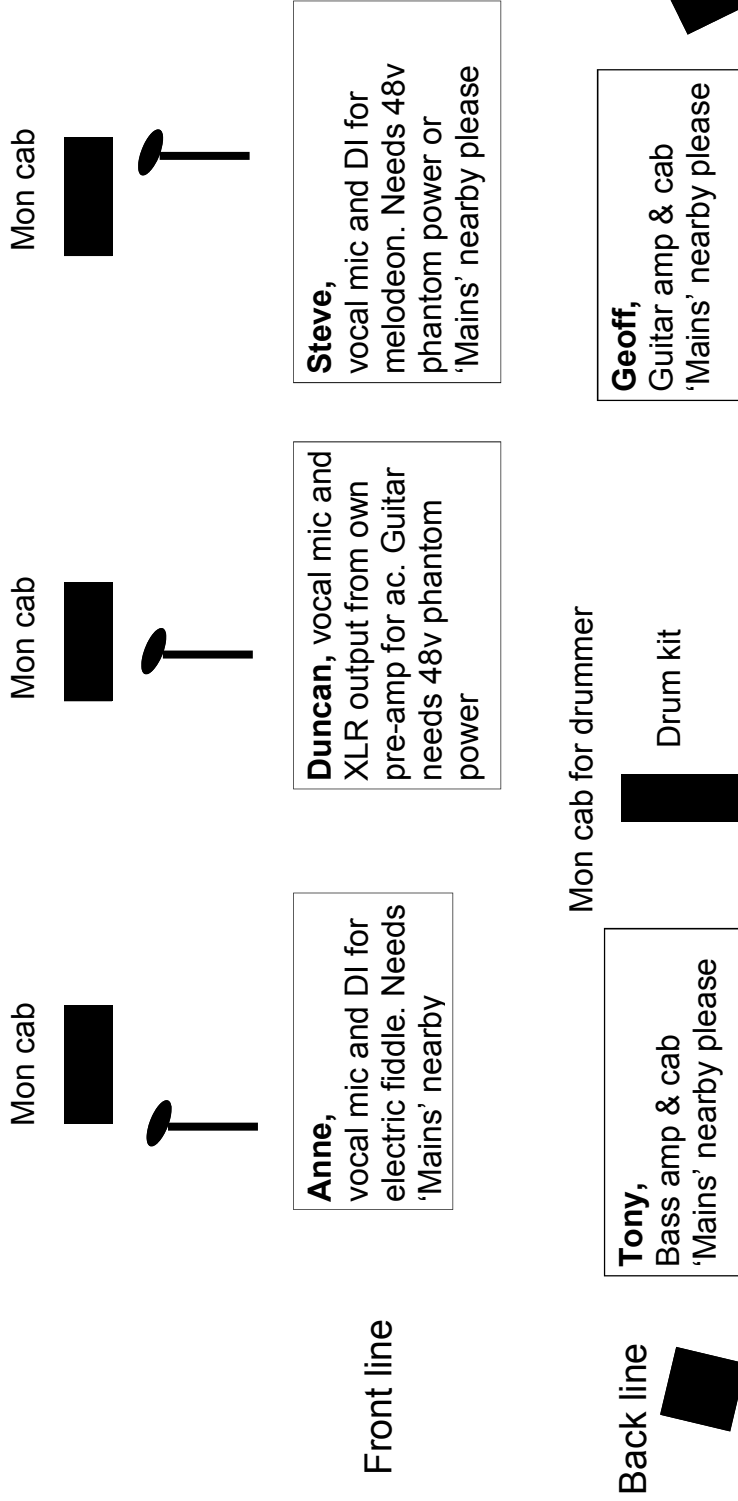 Mon cab
Mon cab
Mon cab
Front line
Anne,
vocal mic and DI for
electric fiddle. Needs
‘Mains’ nearby
Duncan, vocal mic and
XLR output from own
pre-amp for ac. Guitar
needs 48v phantom
power
Steve,
vocal mic and DI for
melodeon. Needs 48v
phantom power or
‘Mains’ nearby please
Back line
Tony,
Bass amp & cab
‘Mains’ nearby please
Mon cab for drummer
Drum kit
Geoff,
Guitar amp & cab
‘Mains’ nearby please